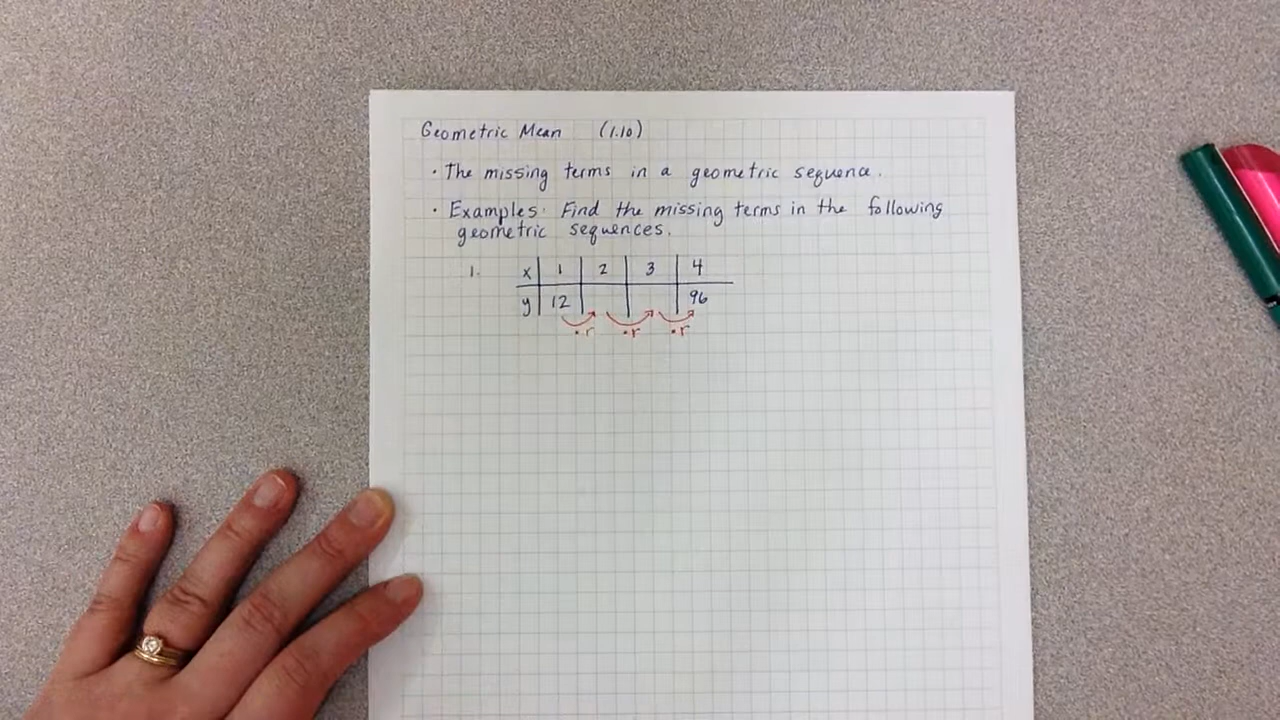 Geometric Mean (1.10)
· The missing terms in a geometric sequence.
· Examples: Find the missing terms in the following
geometric sequences.
1. x 1 2 3 4
y 12 96
·r ·r ·r